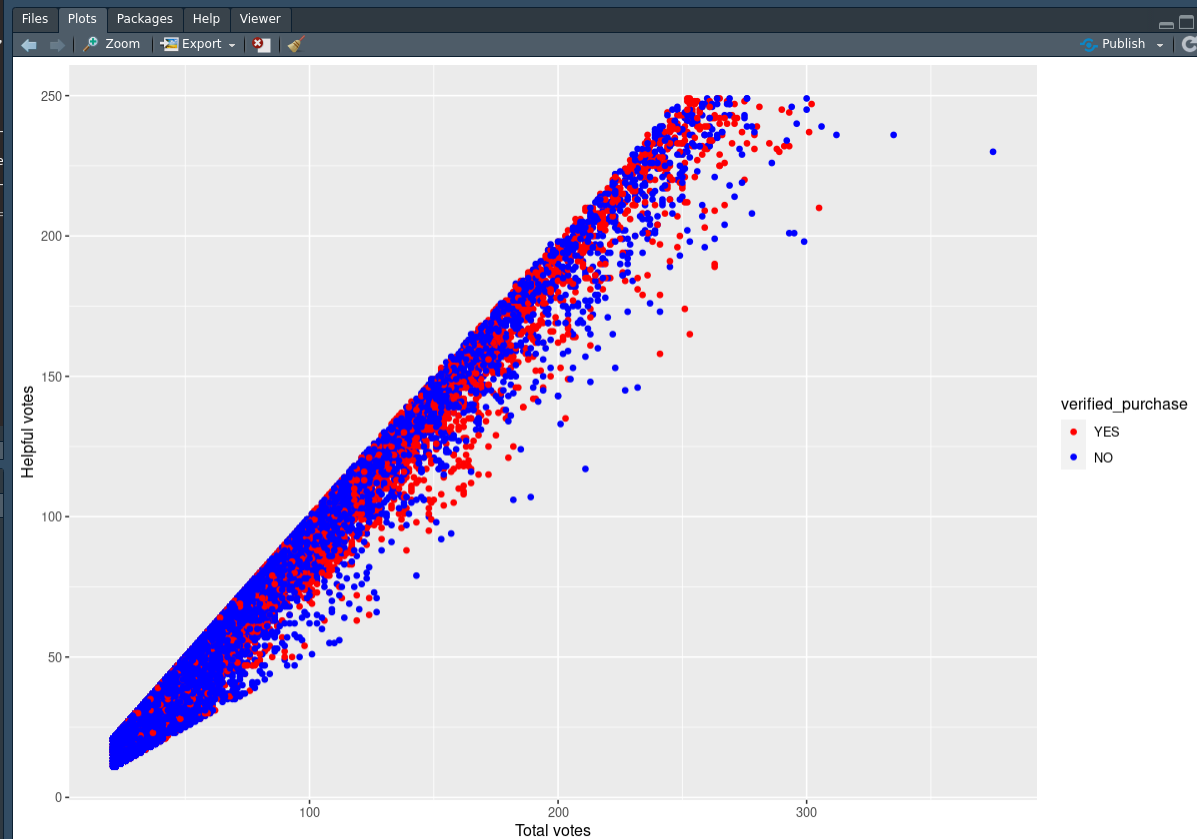 Files Plots Packages Help Viewer
Zoom Export Publish
250
200
150
100
50
0
Helpful votes
100 200 300
Total votes
verified_purchase
YES
NO